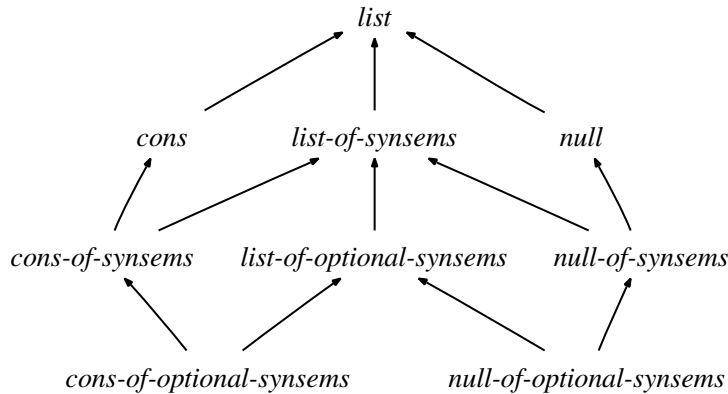 list
cons list-of-synsems null
cons-of-synsems list-of-optional-synsems null-of-synsems
cons-of-optional-synsems null-of-optional-synsems